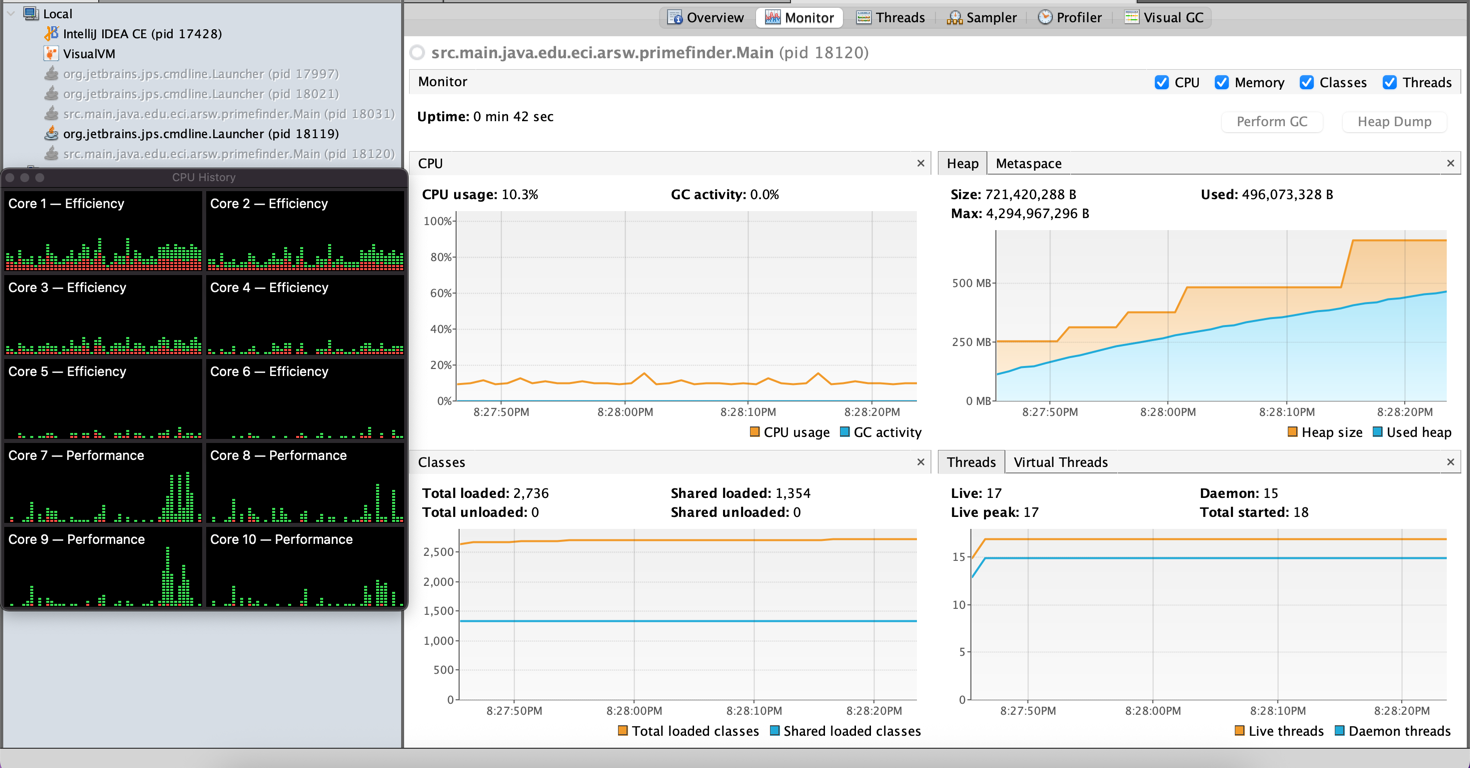 Local
IntelliJ IDEA CE (pid 17428)
VisualVM
org.jetbrains.jps.cmdline.Launcher (pid 17997)
org.jetbrains.jps.cmdline.Launcher (pid 18021)
src.main.java.edu.eci.arsw.primefinder.Main (pid 18031)
org.jetbrains.jps.cmdline.Launcher (pid 18119)
src.main.java.edu.eci.arsw.primefinder.Main (pid 18120)
CPU History
Core 1 — Efficiency
Core 2 — Efficiency
Core 3 — Efficiency
Core 4 — Efficiency
Core 5 — Efficiency
Core 6 — Efficiency
Core 7 — Performance
Core 8 — Performance
Core 9 — Performance
Core 10 — Performance
Overview Monitor Threads Sampler Profiler Visual GC
src.main.java.edu.eci.arsw.primefinder.Main (pid 18120)
Monitor
CPU Memory Classes Threads
Uptime: 0 min 42 sec
Perform GC Heap Dump
CPU
CPU usage: 10.3% GC activity: 0.0%
100%
80%
60%
40%
20%
0%
8:27:50PM 8:28:00PM 8:28:10PM 8:28:20PM
CPU usage GC activity
Heap Metaspace
Size: 721,420,288 B Used: 496,073,328 B
Max: 4,294,967,296 B
500 MB
250 MB
0 MB
8:27:50PM 8:28:00PM 8:28:10PM 8:28:20PM
Heap size Used heap
Classes
Total loaded: 2,736 Shared loaded: 1,354
Total unloaded: 0 Shared unloaded: 0
2,500
2,000
1,500
1,000
500
0
8:27:50PM 8:28:00PM 8:28:10PM 8:28:20PM
Total loaded classes Shared loaded classes
Threads Virtual Threads
Live: 17 Daemon: 15
Live peak: 17 Total started: 18
15
10
5
0
8:27:50PM 8:28:00PM 8:28:10PM 8:28:20PM
Live threads Daemon threads